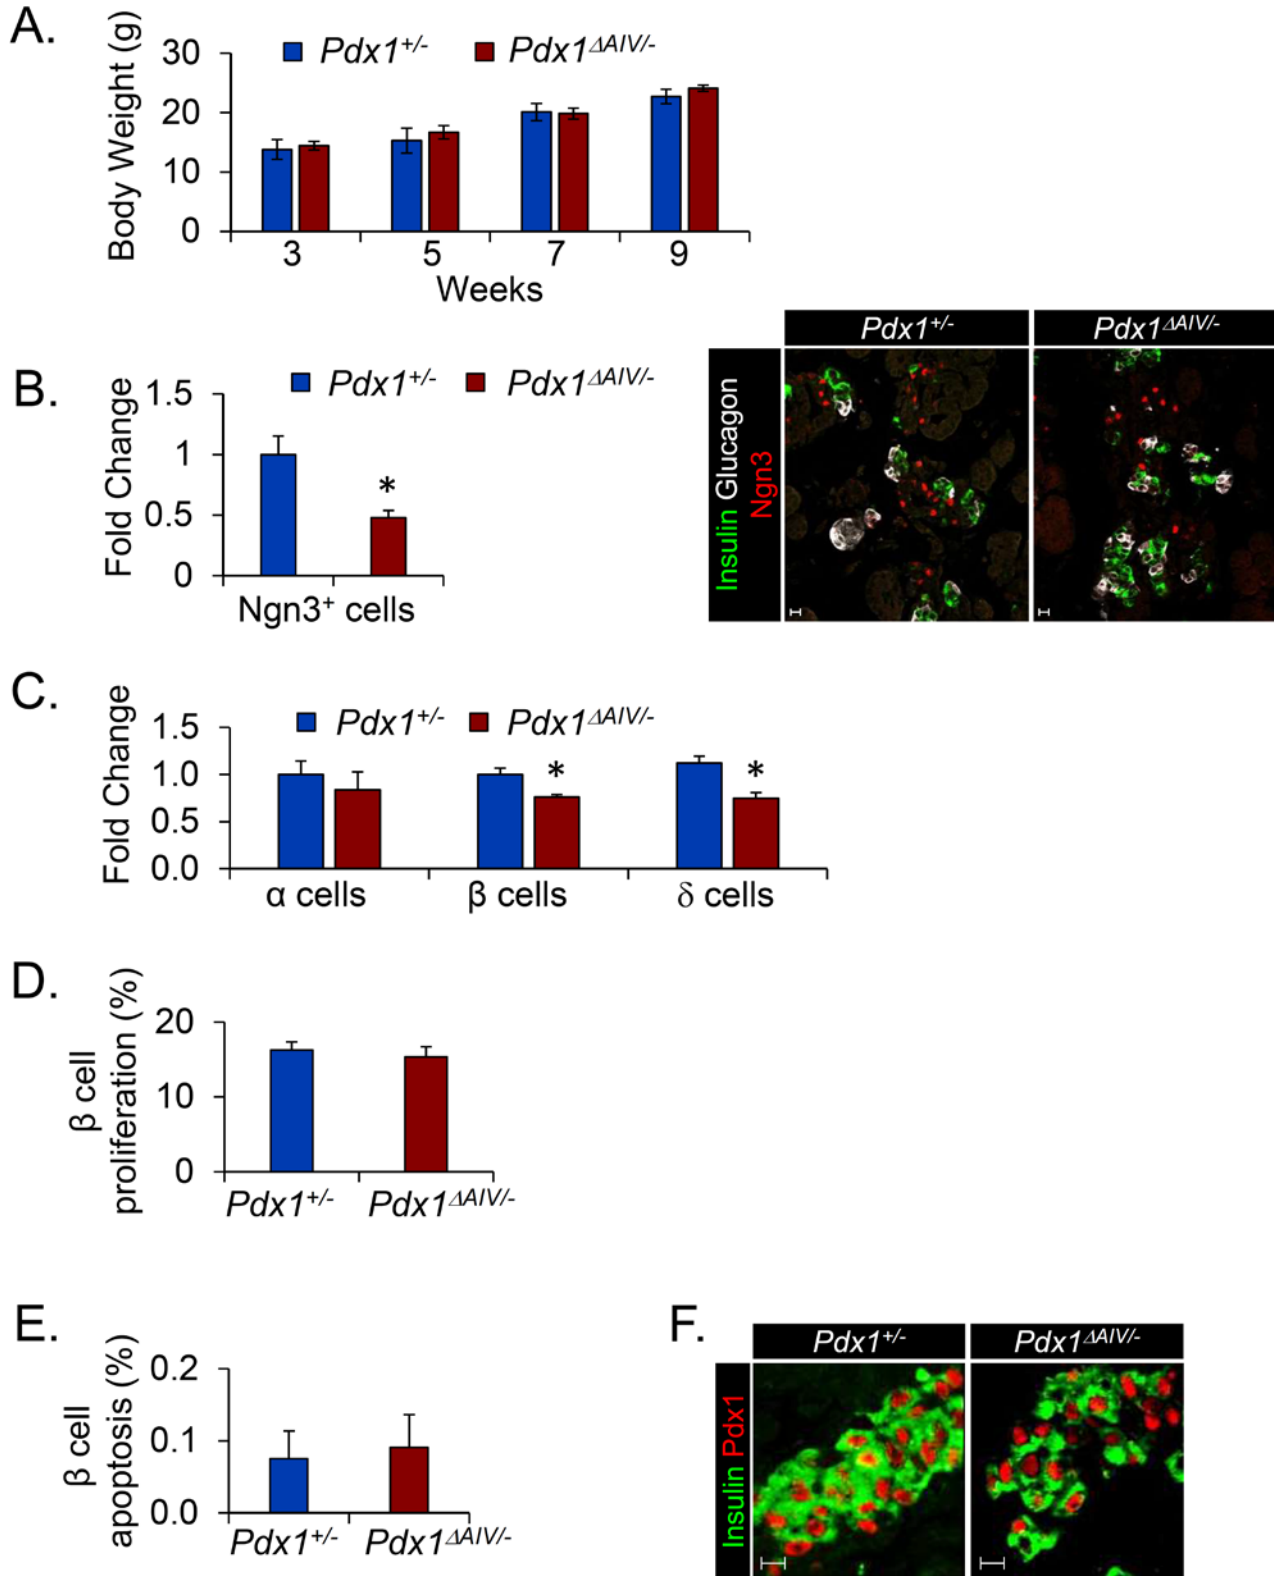 A.
Body Weight (g)
Pdx1+/- Pdx1ΔAIV/-
30
20
10
0
3 5 7 9
Weeks
B.
Fold Change
Pdx1+/- Pdx1ΔAIV/-
1.5
1
0.5
0
*
Ngn3+ cells
Pdx1+/- Pdx1ΔAIV/-
Insulin Glucagon
Ngn3
C.
Fold Change
Pdx1+/- Pdx1ΔAIV/-
1.5
1.0
0.5
0.0
* *
α cells β cells δ cells
D.
β cell
proliferation (%)
20
10
0
Pdx1+/- Pdx1ΔAIV/-
E.
β cell
apoptosis (%)
0.2
0.1
0.0
Pdx1+/- Pdx1ΔAIV/-
F.
Pdx1+/- Pdx1ΔAIV/-
Insulin Pdx1